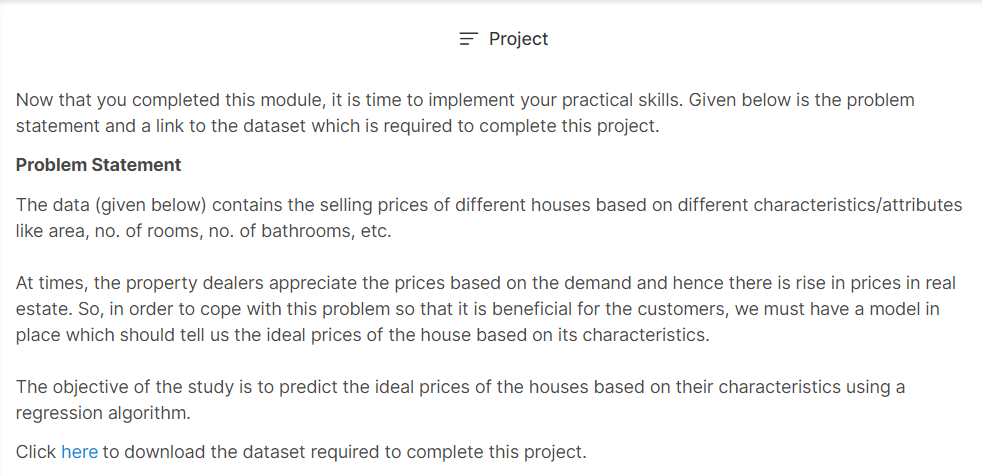 Project
Now that you completed this module, it is time to implement your practical skills. Given below is the problem
statement and a link to the dataset which is required to complete this project.
Problem Statement
The data (given below) contains the selling prices of different houses based on different characteristics/attributes
like area, no. of rooms, no. of bathrooms, etc.
At times, the property dealers appreciate the prices based on the demand and hence there is rise in prices in real
estate. So, in order to cope with this problem so that it is beneficial for the customers, we must have a model in
place which should tell us the ideal prices of the house based on its characteristics.
The objective of the study is to predict the ideal prices of the houses based on their characteristics using a
regression algorithm.
Click here to download the dataset required to complete this project.